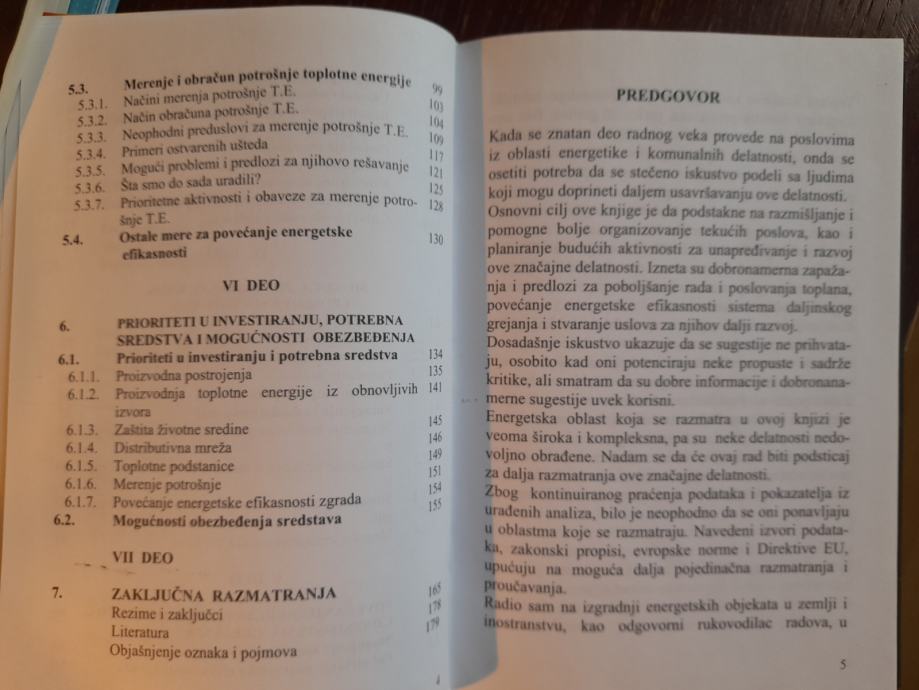 5.3. Merenje i obračun potrošnje toplotne energije 99
5.3.1. Načini merenja potrošnje T.E. 103
5.3.2. Način obračuna potrošnje T.E. 104
5.3.3. Neophodni preduslovi za merenje potrošnje T.E. 109
5.3.4. Primeri ostvarenih ušteda 117
5.3.5. Mogući problemi i predlozi za njihovo rešavanje 121
5.3.6. Šta smo do sada uradili? 125
5.3.7. Prioritetne aktivnosti i obaveze za merenje potro- 128
šnje T.E.
5.4. Ostale mere za povećanje energetske 130
efikasnosti
VI DEO
6. PRIORITETI U INVESTIRANJU, POTREBNA
SREDSTVA I MOGUĆNOSTI OBEZBEĐENJA
6.1. Prioriteti u investiranju i potrebna sredstva 134
6.1.1. Proizvodna postrojenja 135
6.1.2. Proizvodnja toplotne energije iz obnovljivih 141
izvora
6.1.3. Zaštita životne sredine 145
6.1.4. Distributivna mreža 146
6.1.5. Toplotne podstanice 149
6.1.6. Merenje potrošnje 151
6.1.7. Povećanje energetske efikasnosti zgrada 154
6.2. Mogućnosti obezbeđenja sredstava 155
VII DEO
7. ZAKLJUČNA RAZMATRANJA 165
Rezime i zaključci 178
Literatura 179
Objašnjenje oznaka i pojmova
4
PREDGOVOR
Kada se znatan deo radnog veka provede na poslovima
iz oblasti energetike i komunalnih delatnosti, onda se
osetiti potreba da se stečeno iskustvo podeli sa ljudima
koji mogu doprineti daljem usavršavanju ove delatnosti.
Osnovni cilj ove knjige je da podstakne na razmišljanje i
pomogne bolje organizovanje tekućih poslova, kao i
planiranje budućih aktivnosti za unapređivanje i razvoj
ove značajne delatnosti. Izneta su dobronamerna zapaža-
nja i predlozi za poboljšanje rada i poslovanja toplana,
povećanje energetske efikasnosti sistema daljinskog
grejanja i stvaranje uslova za njihov dalji razvoj.
Dosadašnje iskustvo ukazuje da se sugestije ne prihvata-
ju, osobito kad oni potenciraju neke propuste i sadrže
kritike, ali smatram da su dobre informacije i dobronana-
merne sugestije uvek korisni.
Energetska oblast koja se razmatra u ovoj knjizi je
veoma široka i kompleksna, pa su neke delatnosti nedo-
voljno obrađene. Nadam se da će ovaj rad biti podsticaj
za dalja razmatranja ove značajne delatnosti.
Zbog kontinuiranog praćenja podataka i pokazatelja iz
urađenih analiza, bilo je neophodno da se oni ponavljaju
u oblastma koje se razmatraju. Navedeni izvori podata-
ka, zakonski propisi, evropske norme i Direktive EU,
upućuju na moguća dalja pojedinačna razmatranja i
proučavanja.
Radio sam na izgradnji energetskih objekata u zemlji i
inostranstvu, kao odgovorni rukovodilac radova, u
5